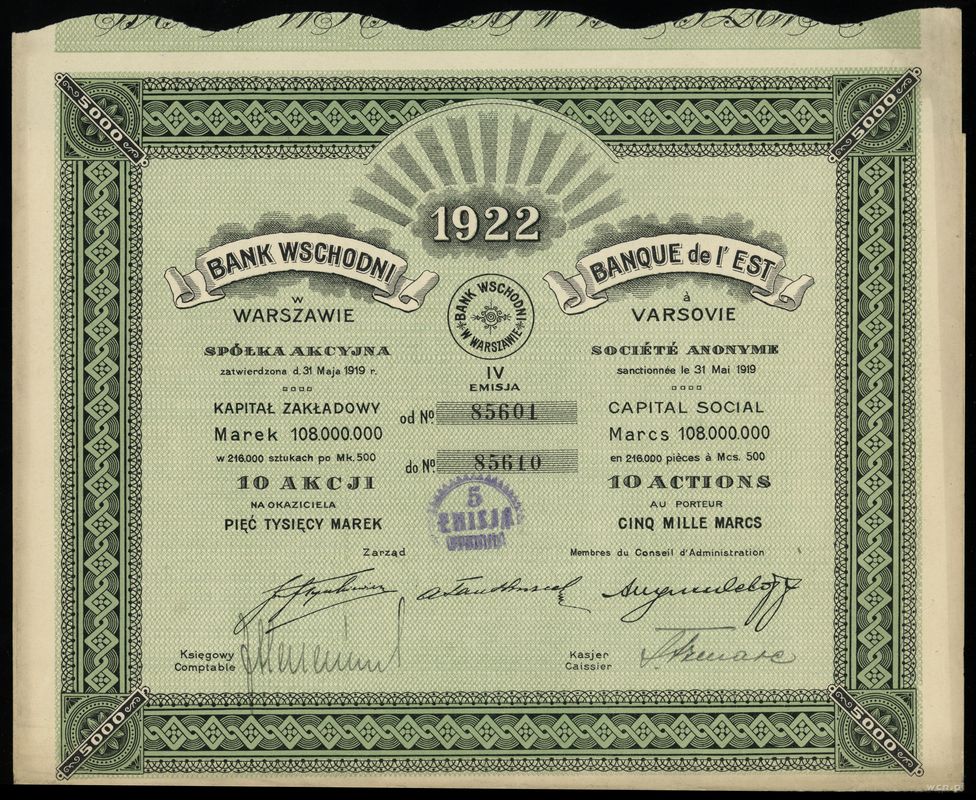 5000
5000
1922
BANK WSCHODNI
w
WARSZAWIE
SPÓŁKA AKCYJNA
zatwierdzona d. 31 Maja 1919 r.
KAPITAŁ ZAKŁADOWY
Marek 108.000.000
w 216.000 sztukach po Mk. 500
10 AKCJI
NA OKAZICIELA
PIĘĆ TYSIĘCY MAREK
BANK WSCHODNI
W WARSZAWIE
IV
EMISJA
od No. 85601
do No. 85610
5
EMISJA
BANQUE de l'EST
à
VARSOVIE
SOCIÉTÉ ANONYME
sanctionnée le 31 Mai 1919
CAPITAL SOCIAL
Marcs 108.000.000
en 216.000 pièces à Mcs. 500
10 ACTIONS
AU PORTEUR
CINQ MILLE MARCS
Zarząd
Membres du Conseil d'Administration
Księgowy
Comptable
Kasjer
Caissier
5000
5000
wcn.p